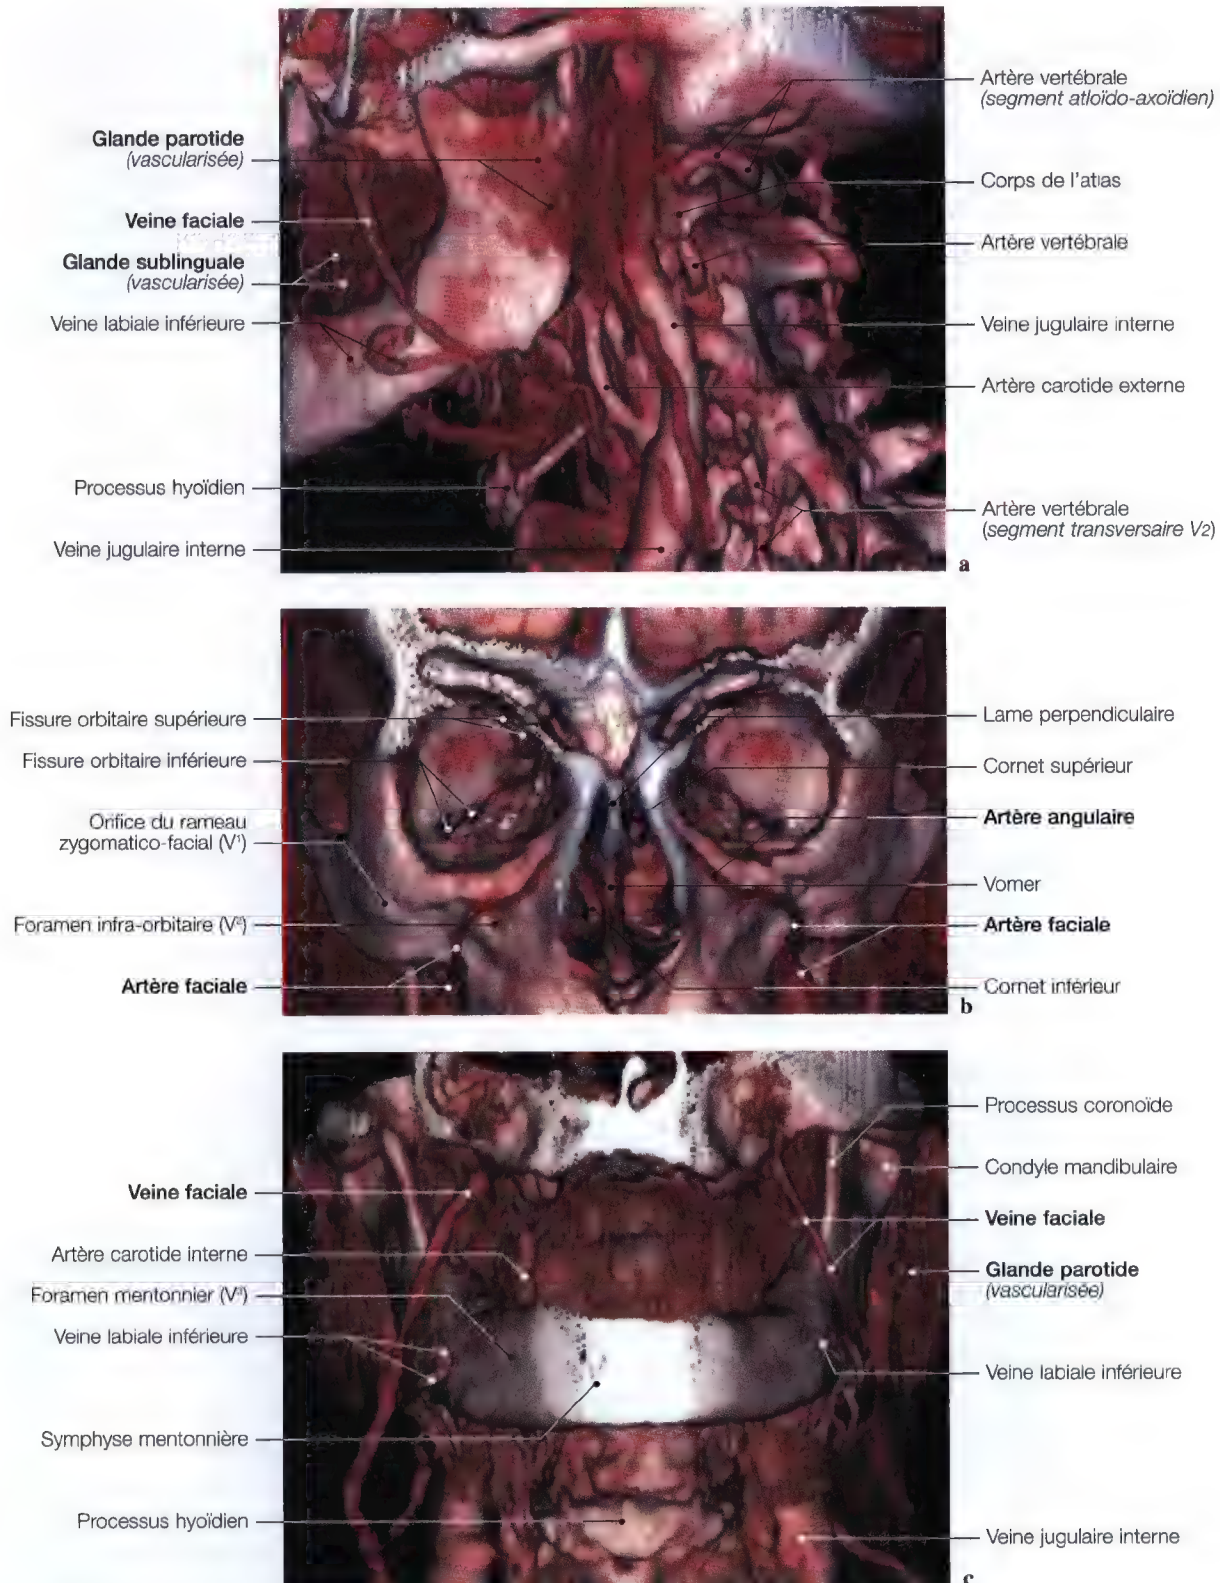 Glande parotide
(vascularisée)
Veine faciale
Glande sublinguale
(vascularisée)
Veine labiale inférieure
Processus hyoïdien
Veine jugulaire interne
Artère vertébrale
(segment atloïdo-axoïdien)
Corps de l'atlas
Artère vertébrale
Veine jugulaire interne
Artère carotide externe
Artère vertébrale
(segment transversaire V2)
a
Fissure orbitaire supérieure
Fissure orbitaire inférieure
Orifice du rameau
zygomatico-facial (V¹)
Foramen infra-orbitaire (V²)
Artère faciale
Lame perpendiculaire
Cornet supérieur
Artère angulaire
Vomer
Artère faciale
Cornet inférieur
b
Veine faciale
Artère carotide interne
Foramen mentonnier (V³)
Veine labiale inférieure
Symphyse mentonnière
Processus hyoïdien
Processus coronoïde
Condyle mandibulaire
Veine faciale
Glande parotide
(vascularisée)
Veine labiale inférieure
Veine jugulaire interne
c